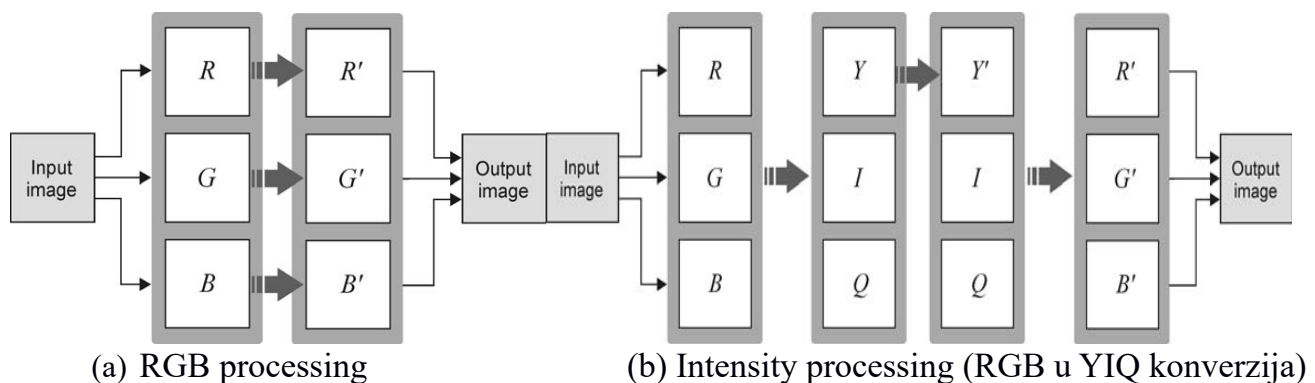 R R′ R Y Y′ R′
Input image G G′ Output image Input image G I I G′ Output image
B B′ B Q Q B′
(a) RGB processing (b) Intensity processing (RGB u YIQ konverzija)